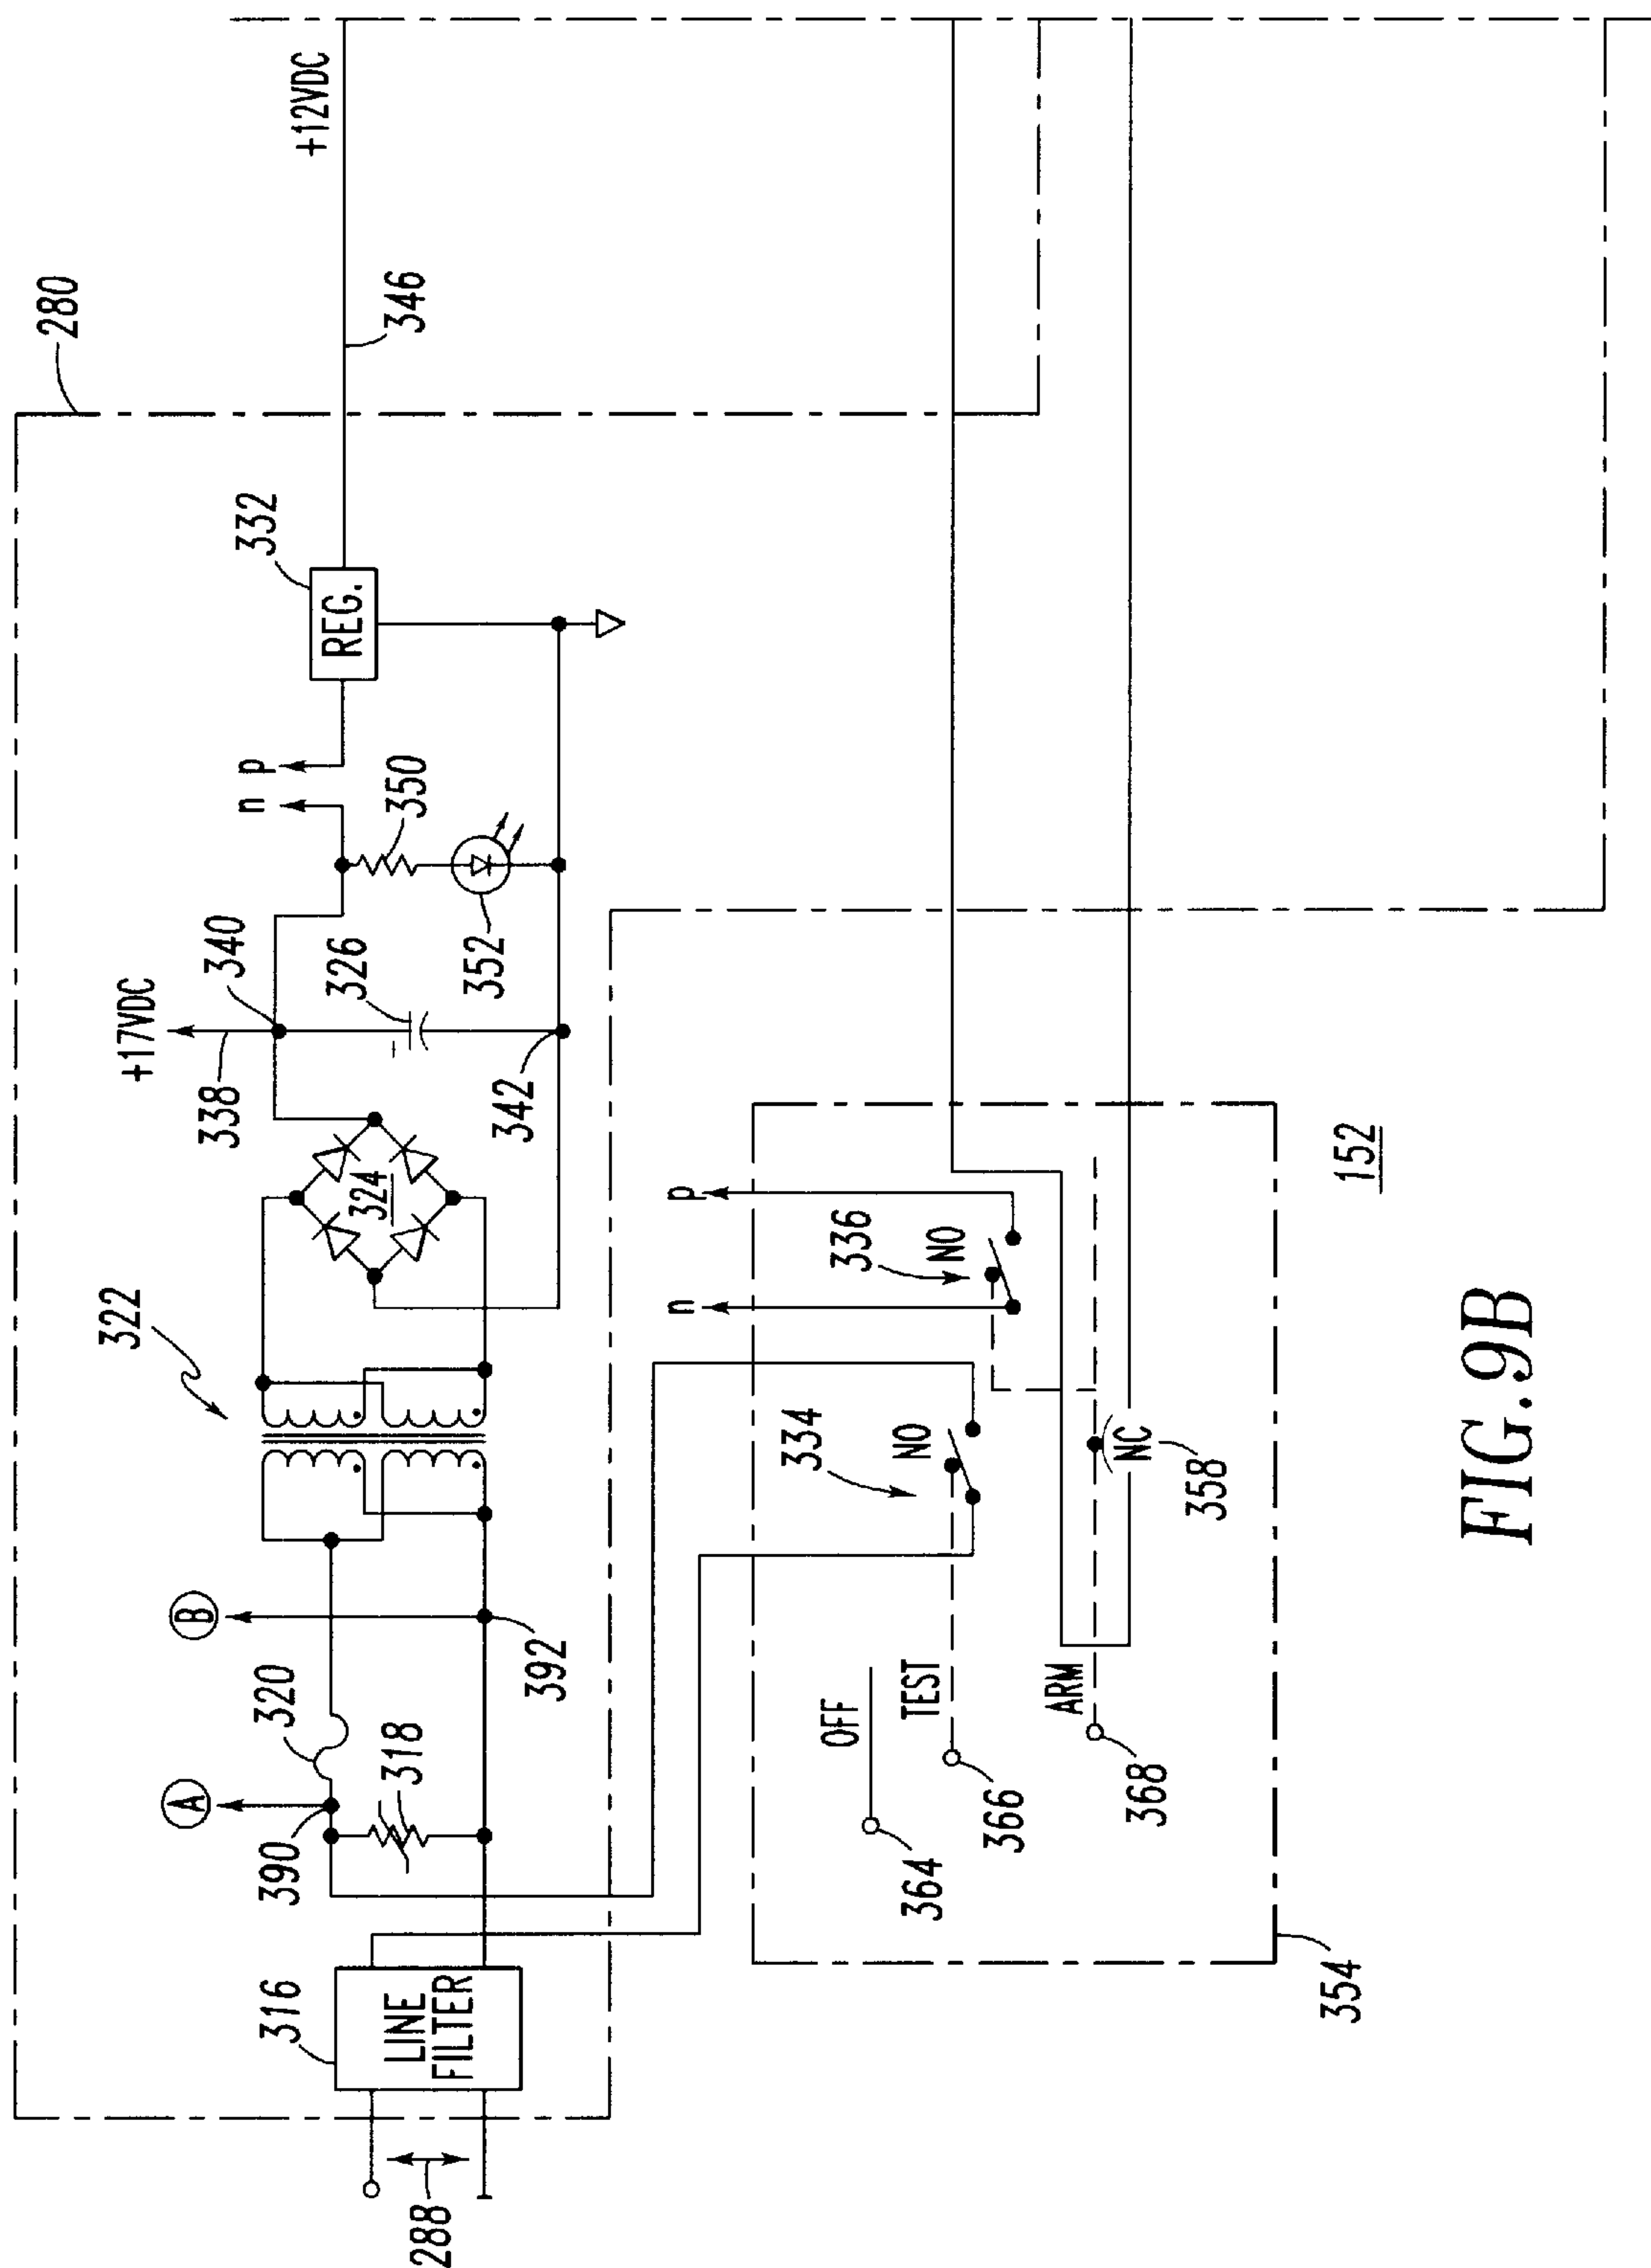 +12VDC
280
346
332
REG.
n
p
350
352
+17VDC
340
326
338
342
324
322
B
A
320
392
318
390
316
LINE
FILTER
288
n
p
336
NO
334
NO
OFF
TEST
ARM
NC
358
364
366
368
354
152
FIG. 9B